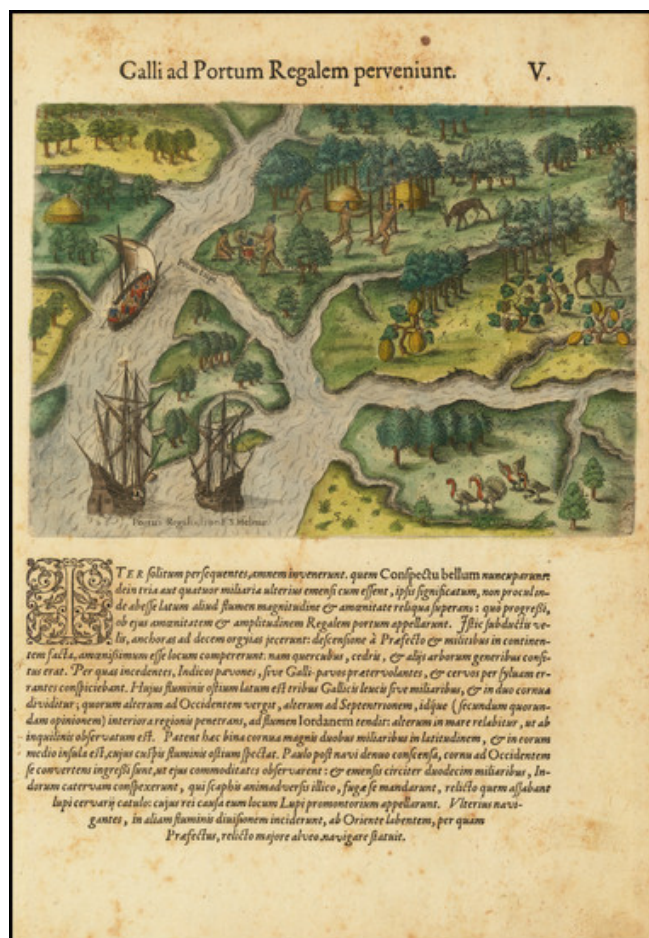 Galli ad Portum Regalem perveniunt. V.
Portus Regalis, sive F. S. Helenæ
ITER solitum persequentes, amnem invenerunt. quem Conspectu bellum nuncuparunt:
dein tria aut quatuor miliaria ulterius emensi cum essent, ipsis significatum, non procul in-
de abesse latum aliud flumen magnitudine & amœnitate reliqua superans: quò progressi,
ob ejus amœnitatem & amplitudinem Regalem portum appellarunt. Istic subductis ve-
lis, anchoras ad decem orgyias jecerunt: descensione à Præfecto & militibus in continen-
tem facta, amœnissimum esse locum compererunt. nam quercubus, cedris, & aliis arborum generibus consi-
tus erat. Per quas incedentes, Indicos pavones, sive Galli-pavos prætervolantes, & cervos per sylvam er-
rantes conspiciebant. Hujus fluminis ostium latum est tribus Gallicis leucis sive miliaribus, & in duo cornua
dividitur; quorum alterum ad Occidentem vergit, alterum ad Septentrionem, idque (secundum quorun-
dam opinionem) interiora regionis penetrans, ad flumen Iordanem tendit: alterum in mare relabitur, ut ab
inquilinis observatum est. Patent hæc bina cornua magnis duobus miliaribus in latitudinem, & in eorum
medio insula est, cujus cuspis fluminis ostium spectat. Paulo post navi denuo conscensa, cornu ad Occidentem
se convertens ingressi sunt, ut ejus commoditates observarent: & emensis circiter duodecim miliaribus, In-
dorum catervam conspexerunt, qui scaphis animadversis illico, fugæ se mandarunt, relicto quem assabant
lupi cervarij catulo: cujus rei causa eum locum Lupi promontorium appellarunt. Vlterius navi-
gantes, in aliam fluminis divisionem inciderunt, ab Oriente labentem, per quam
Præfectus, relicto majore alveo, navigare statuit.